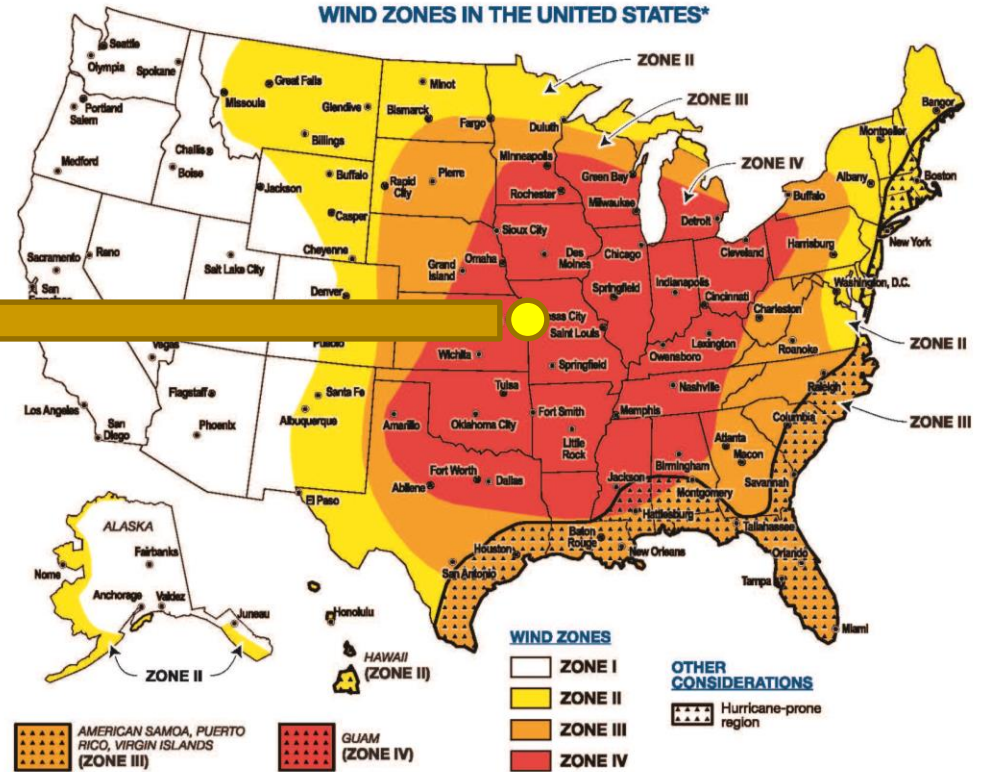 WIND ZONES IN THE UNITED STATES*
ZONE II
ZONE III
ZONE IV
Seattle
Olympia
Spokane
Portland
Salem
Medford
Great Falls
Missoula
Glendive
Billings
Challis
Boise
Minot
Bismarck
Fargo
Duluth
Minneapolis
Bangor
Montpelier
Albany
Boston
Buffalo
New York
Jackson
Buffalo
Casper
Cheyenne
Rapid City
Pierre
Rochester
Green Bay
Milwaukee
Detroit
Cleveland
Harrisburg
Washington, D.C.
Sacramento
San
Reno
Salt Lake City
Denver
Grand Island
Omaha
Sioux City
Des Moines
Chicago
Springfield
Indianapolis
Cincinnati
Charleston
Saint Louis
Lexington
Owensboro
Roanoke
ZONE II
Raleigh
ZONE III
Vegas
Los Angeles
San Diego
Flagstaff
Phoenix
Santa Fe
Albuquerque
El Paso
Wichita
Springfield
Tulsa
Amarillo
Oklahoma City
Fort Smith
Little Rock
Memphis
Nashville
Columbia
Atlanta
Macon
Savannah
Birmingham
Montgomery
Jackson
Hattiesburg
Tallahassee
Fort Worth
Dallas
Abilene
San Antonio
Houston
Baton Rouge
New Orleans
Orlando
Tampa
Miami
ALASKA
Fairbanks
Nome
Anchorage
Valdez
Juneau
ZONE II
Honolulu
HAWAII
(ZONE II)
AMERICAN SAMOA, PUERTO
RICO, VIRGIN ISLANDS
(ZONE III)
GUAM
(ZONE IV)
WIND ZONES
ZONE I
ZONE II
ZONE III
ZONE IV
OTHER
CONSIDERATIONS
Hurricane-prone
region